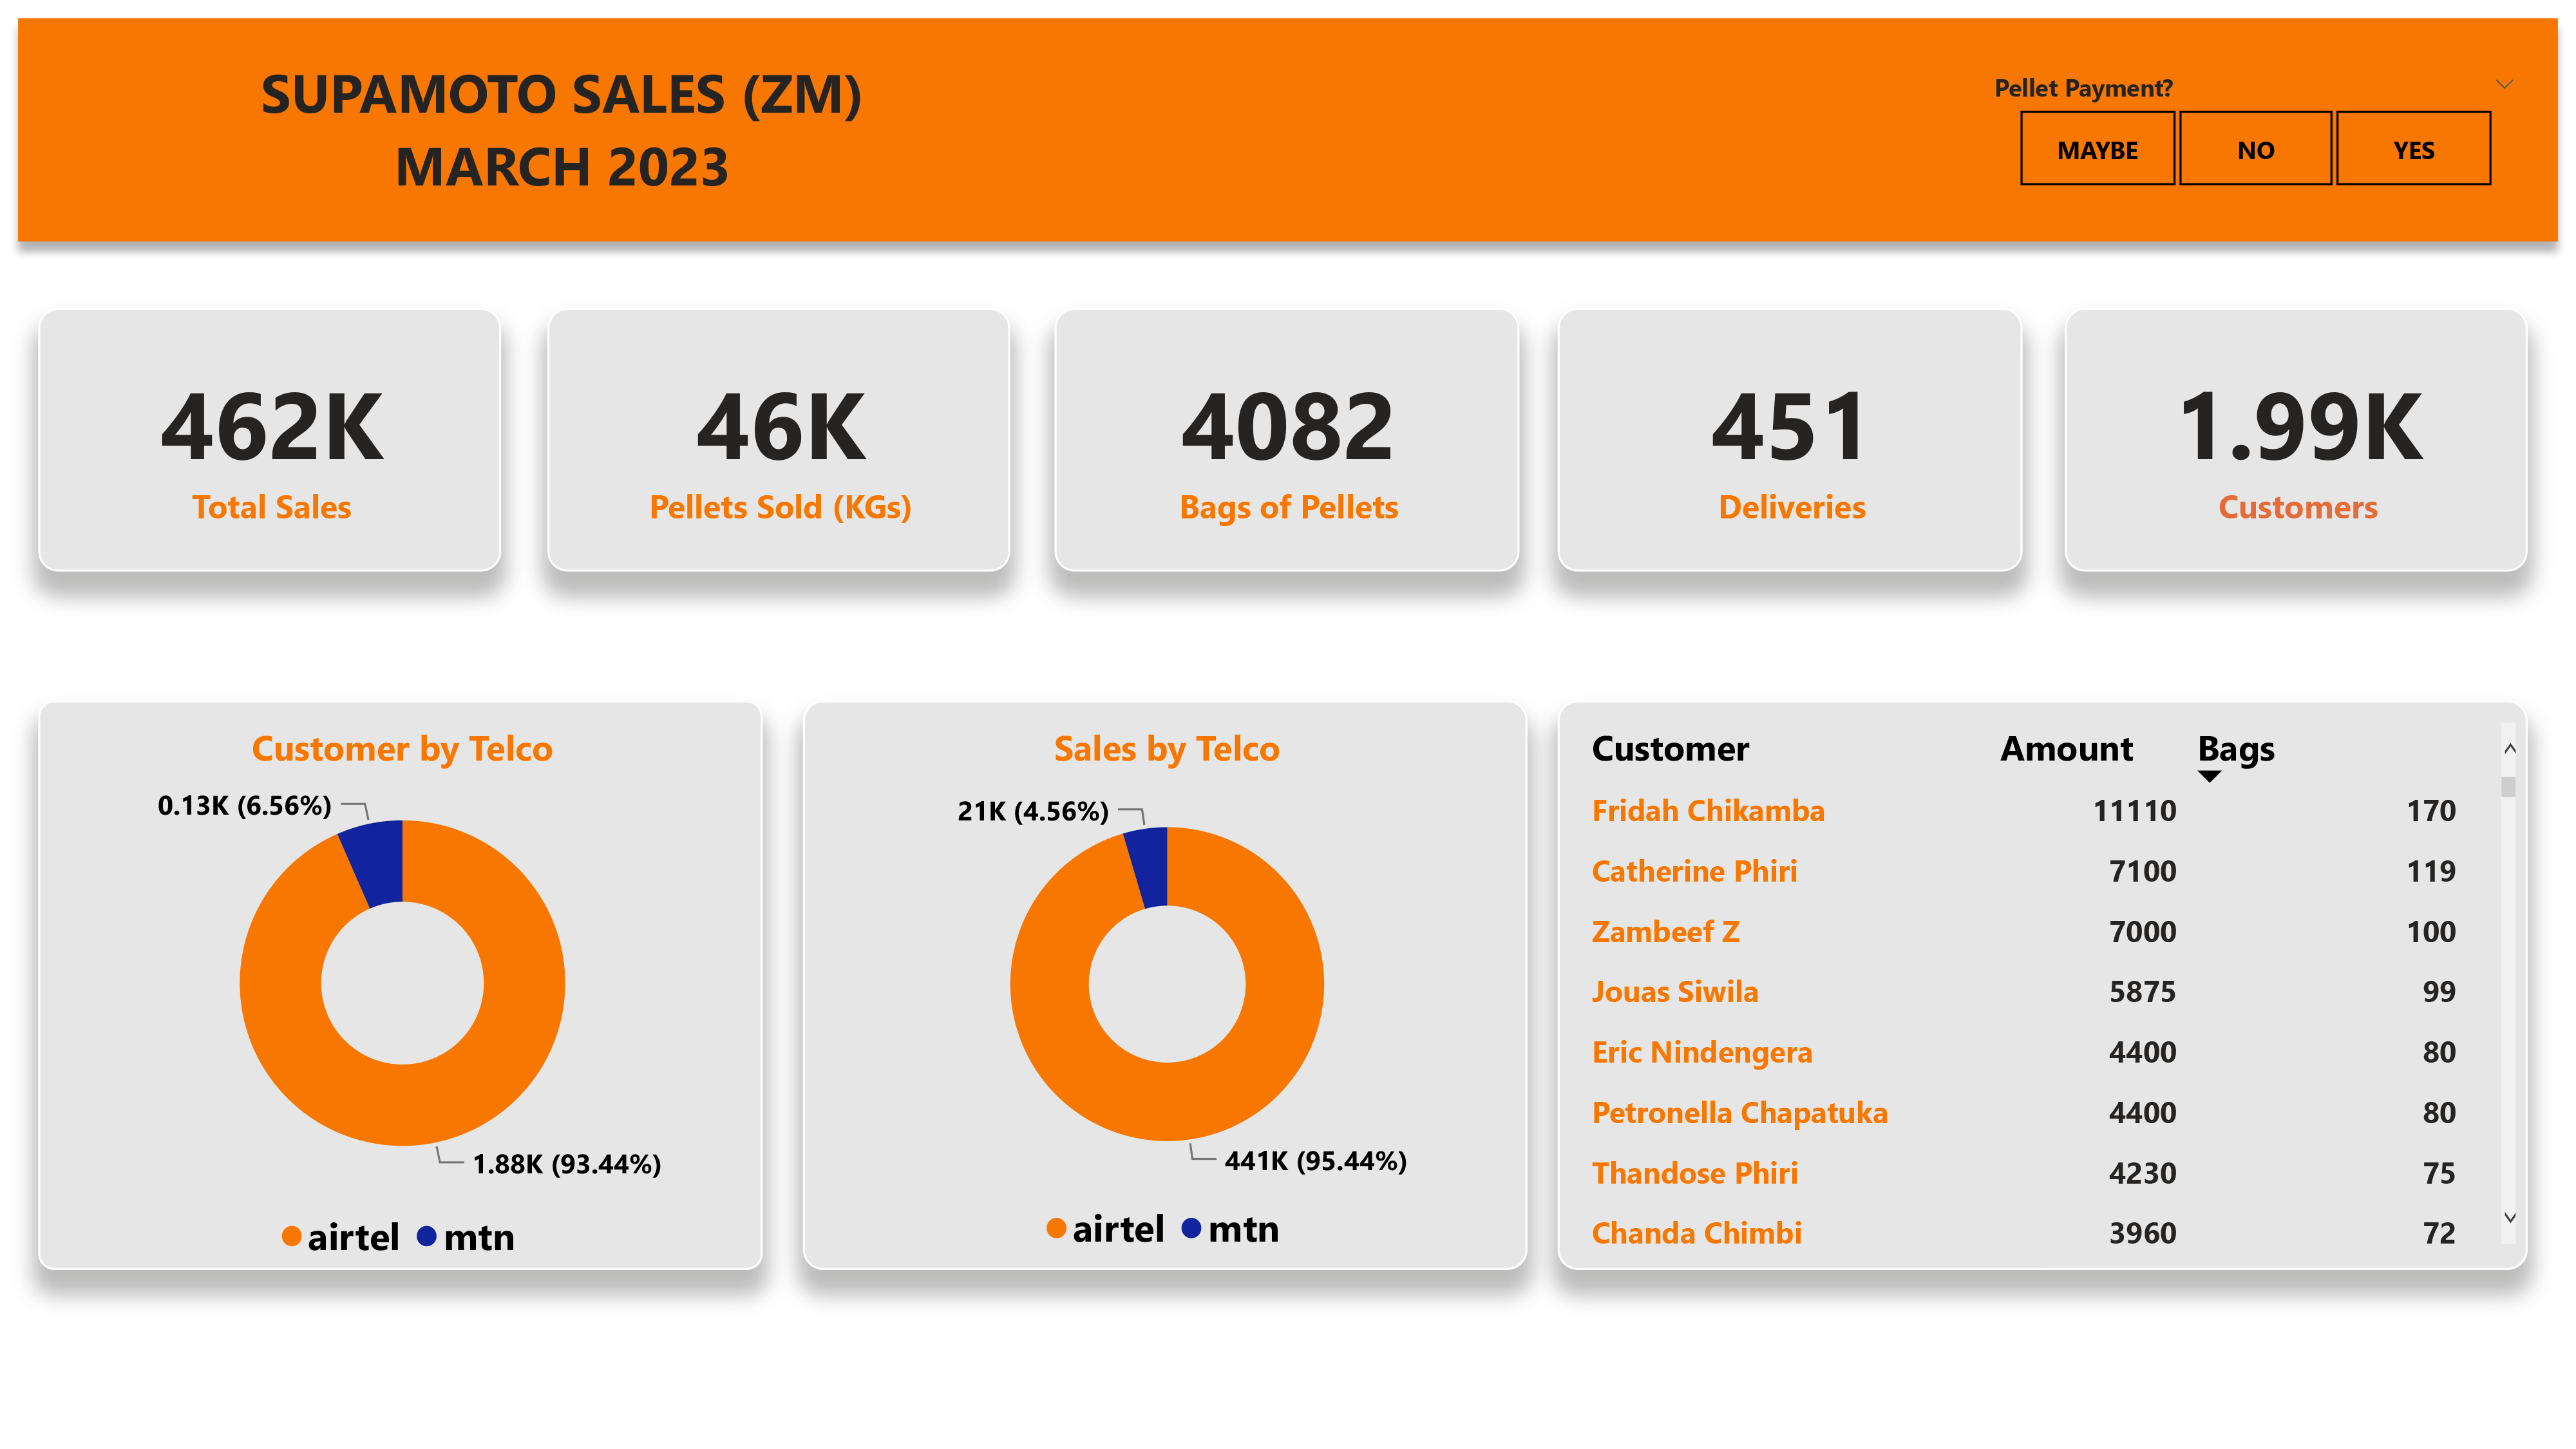 SUPAMOTO SALES (ZM)
MARCH 2023
Pellet Payment?
MAYBE NO YES
462K
Total Sales
46K
Pellets Sold (KGs)
4082
Bags of Pellets
451
Deliveries
1.99K
Customers
Customer by Telco
0.13K (6.56%)
1.88K (93.44%)
airtel mtn
Sales by Telco
21K (4.56%)
441K (95.44%)
airtel mtn
Customer Amount Bags
Fridah Chikamba 11110 170
Catherine Phiri 7100 119
Zambeef Z 7000 100
Jouas Siwila 5875 99
Eric Nindengera 4400 80
Petronella Chapatuka 4400 80
Thandose Phiri 4230 75
Chanda Chimbi 3960 72